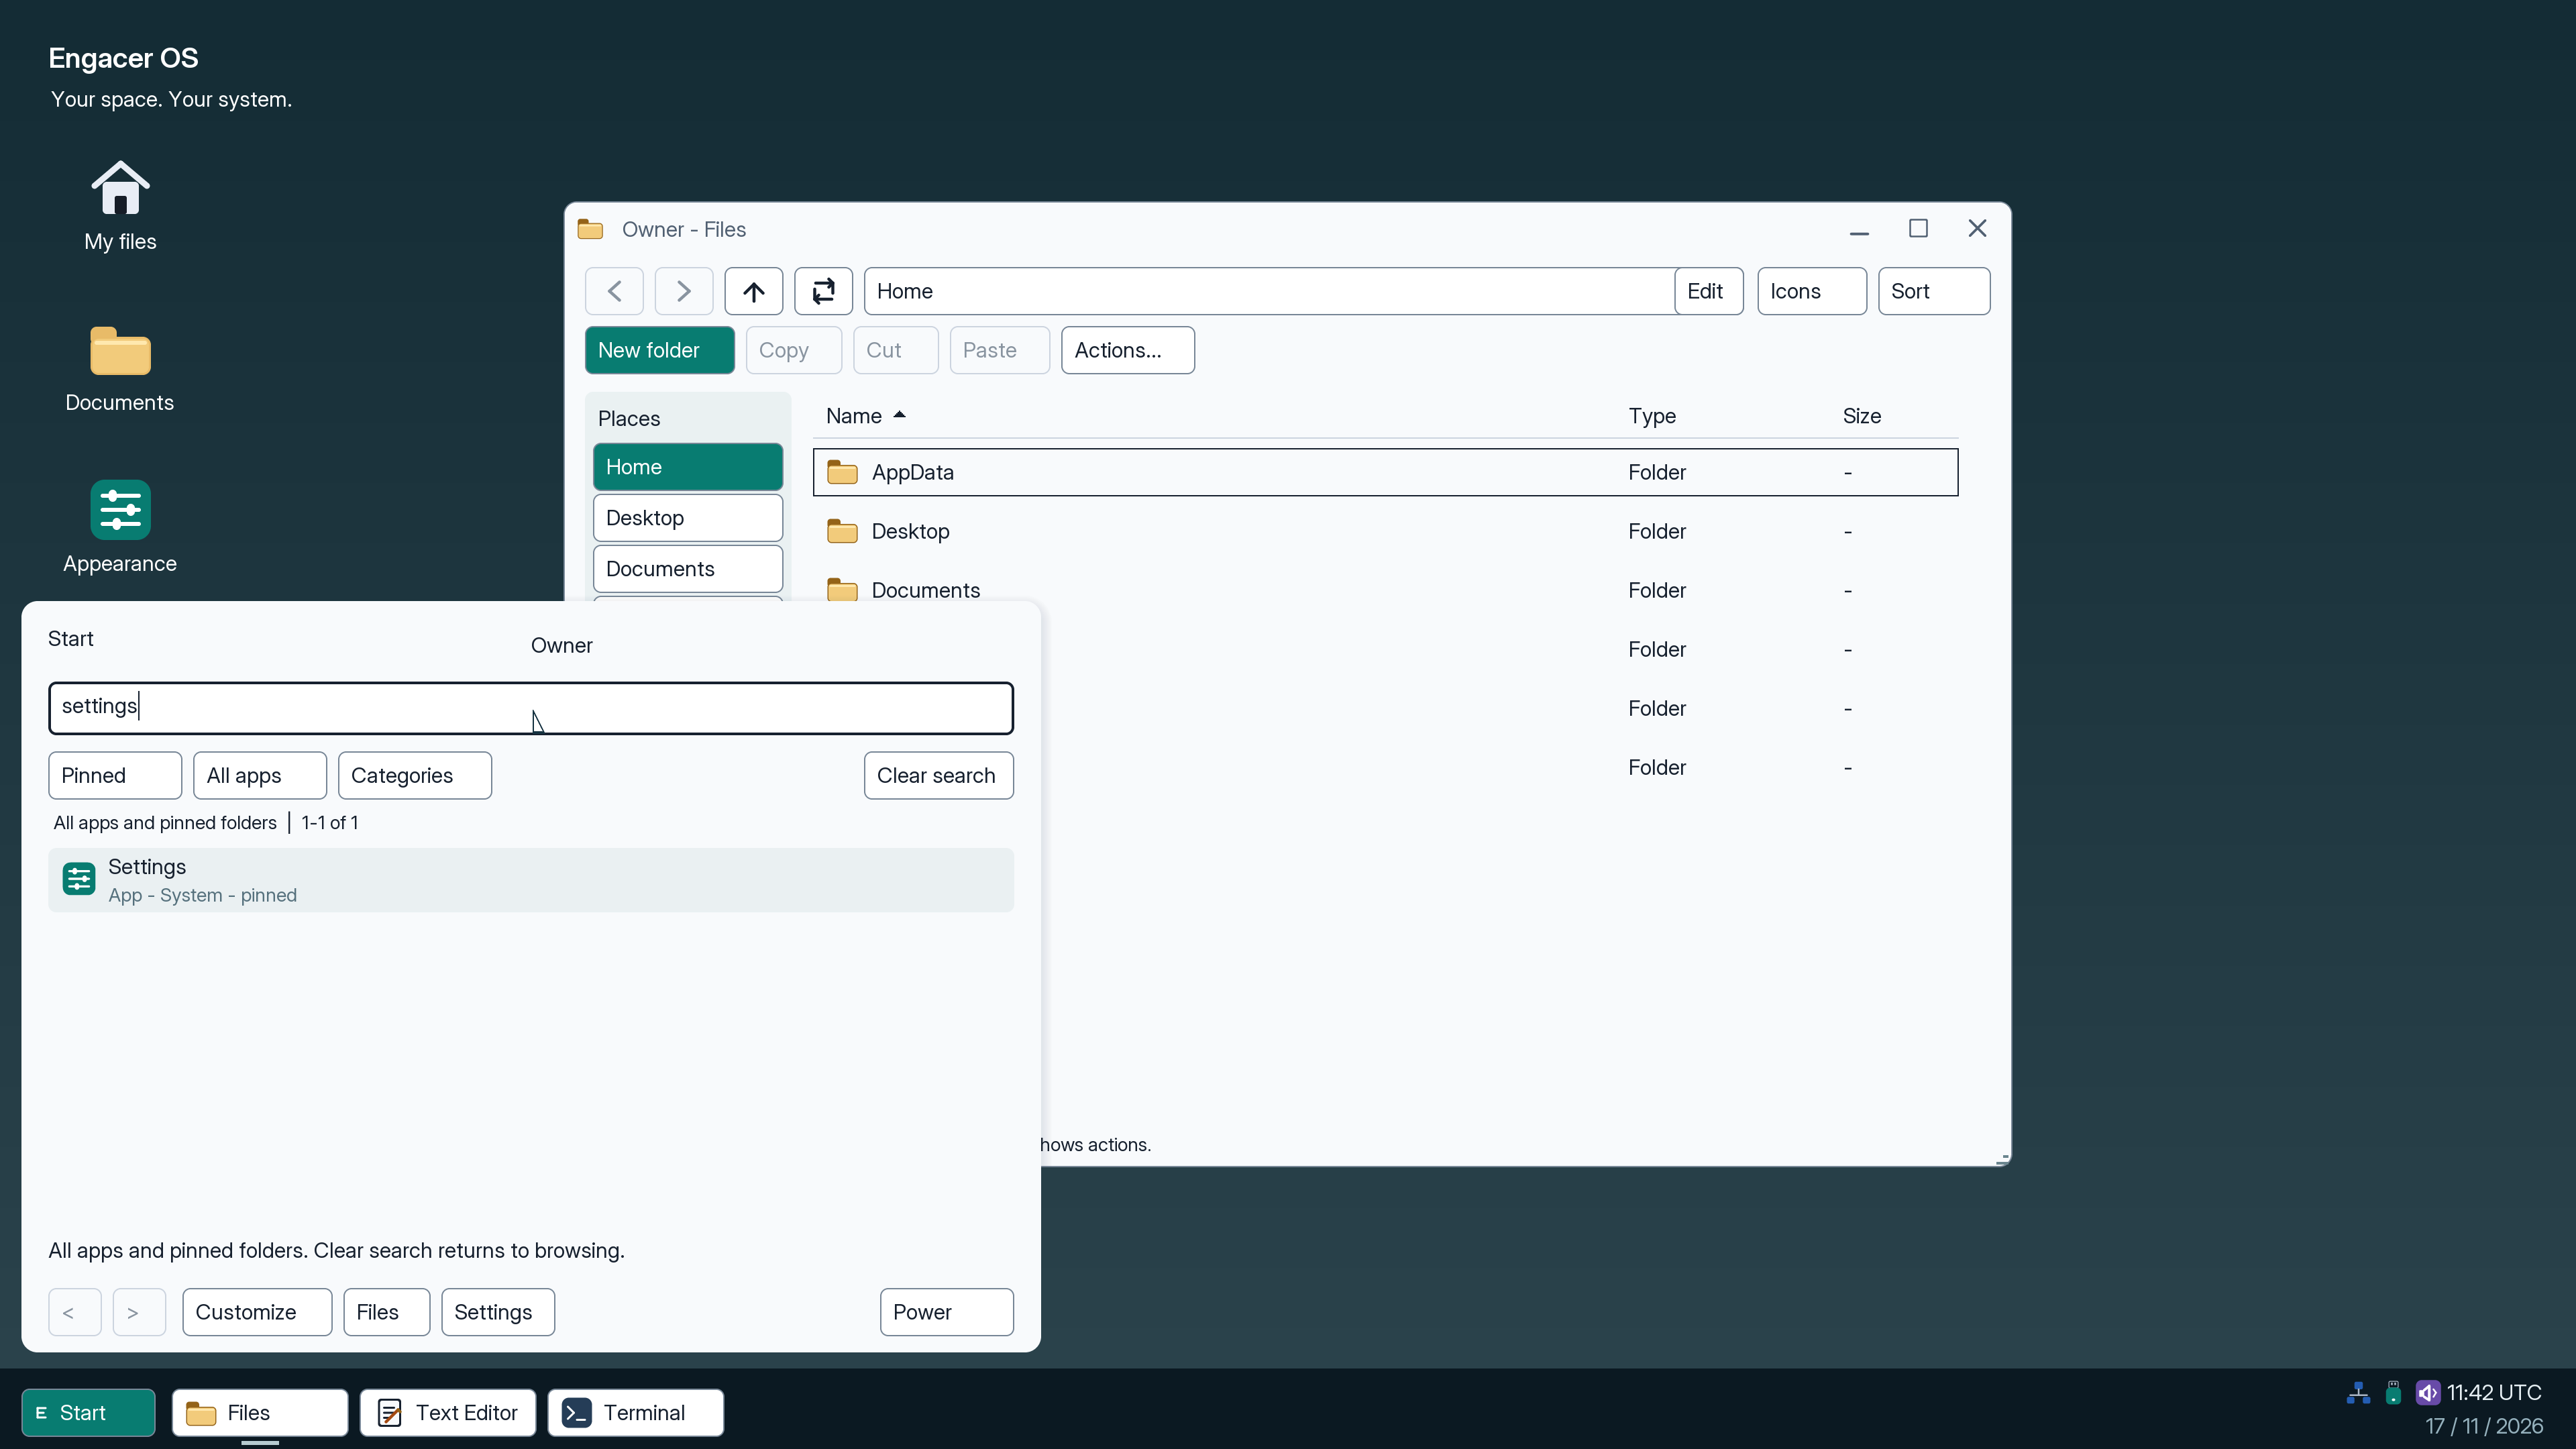 Engacer OS
Your space. Your system.
My files
Documents
Appearance
Owner - Files
Home
Edit
Icons
Sort
New folder
Copy
Cut
Paste
Actions...
Places
Home
Desktop
Documents
Name
Type
Size
AppData
Folder
-
Desktop
Folder
-
Documents
Folder
-
Folder
-
Folder
-
Folder
-
hows actions.
Start
Owner
settings
Pinned
All apps
Categories
Clear search
All apps and pinned folders | 1-1 of 1
Settings
App - System - pinned
All apps and pinned folders. Clear search returns to browsing.
<
>
Customize
Files
Settings
Power
E Start
Files
Text Editor
Terminal
11:42 UTC
17 / 11 / 2026